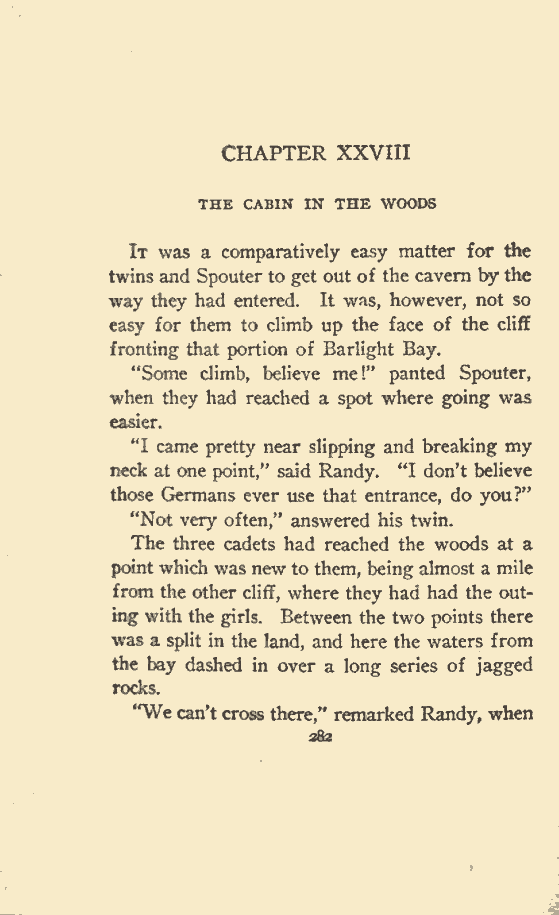 CHAPTER XXVIII
THE CABIN IN THE WOODS
IT was a comparatively easy matter for the
twins and Spouter to get out of the cavern by the
way they had entered. It was, however, not so
easy for them to climb up the face of the cliff
fronting that portion of Barlight Bay.
"Some climb, believe me!" panted Spouter,
when they had reached a spot where going was
easier.
"I came pretty near slipping and breaking my
neck at one point," said Randy. "I don't believe
those Germans ever use that entrance, do you?"
"Not very often," answered his twin.
The three cadets had reached the woods at a
point which was new to them, being almost a mile
from the other cliff, where they had had the out-
ing with the girls. Between the two points there
was a split in the land, and here the waters from
the bay dashed in over a long series of jagged
rocks.
"We can't cross there," remarked Randy, when
282